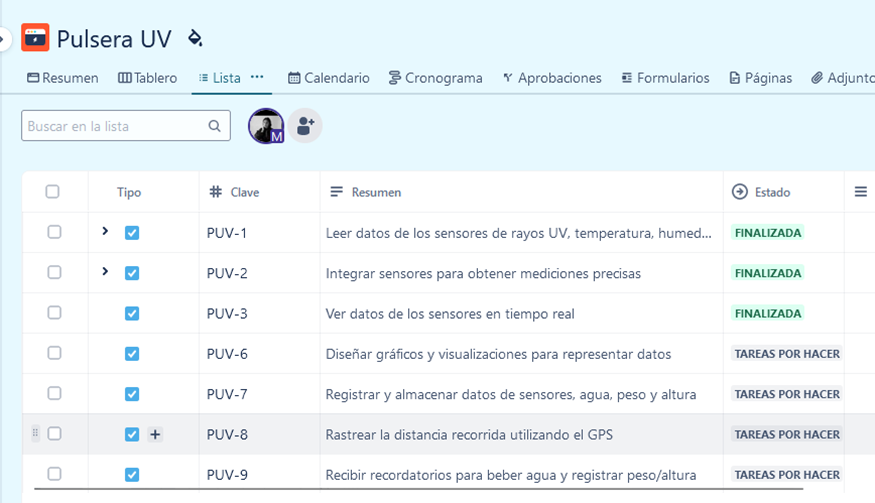 Pulsera UV
Resumen Tablero Lista ··· Calendario Cronograma Aprobaciones Formularios Páginas Adjunto
Buscar en la lista
M
Tipo Clave Resumen Estado
PUV-1 Leer datos de los sensores de rayos UV, temperatura, humed... FINALIZADA
PUV-2 Integrar sensores para obtener mediciones precisas FINALIZADA
PUV-3 Ver datos de los sensores en tiempo real FINALIZADA
PUV-6 Diseñar gráficos y visualizaciones para representar datos TAREAS POR HACER
PUV-7 Registrar y almacenar datos de sensores, agua, peso y altura TAREAS POR HACER
PUV-8 Rastrear la distancia recorrida utilizando el GPS TAREAS POR HACER
PUV-9 Recibir recordatorios para beber agua y registrar peso/altura TAREAS POR HACER